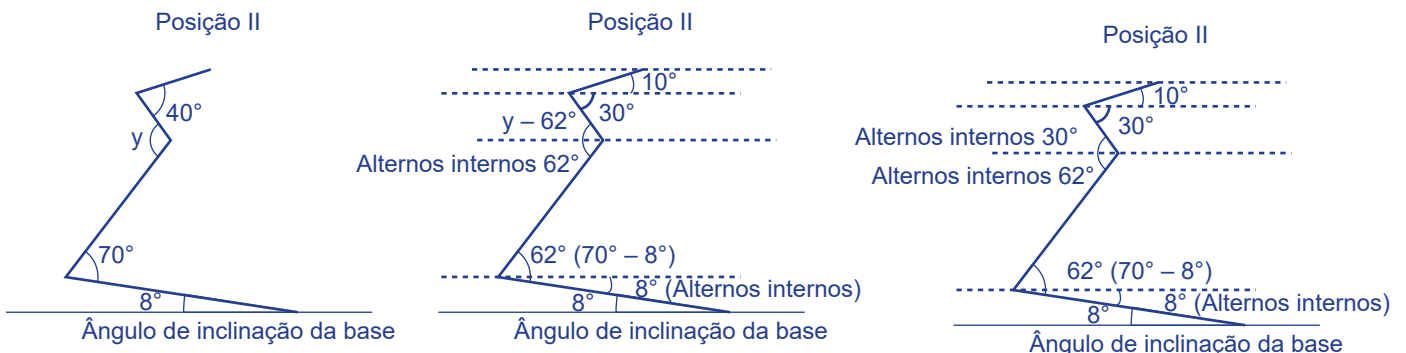 Posição II
40°
y
70°
8°
Ângulo de inclinação da base
Posição II
10°
y – 62°
30°
Alternos internos 62°
62° (70° – 8°)
8° (Alternos internos)
8°
Ângulo de inclinação da base
Posição II
10°
Alternos internos 30°
30°
Alternos internos 62°
62° (70° – 8°)
8° (Alternos internos)
8°
Ângulo de inclinação da base